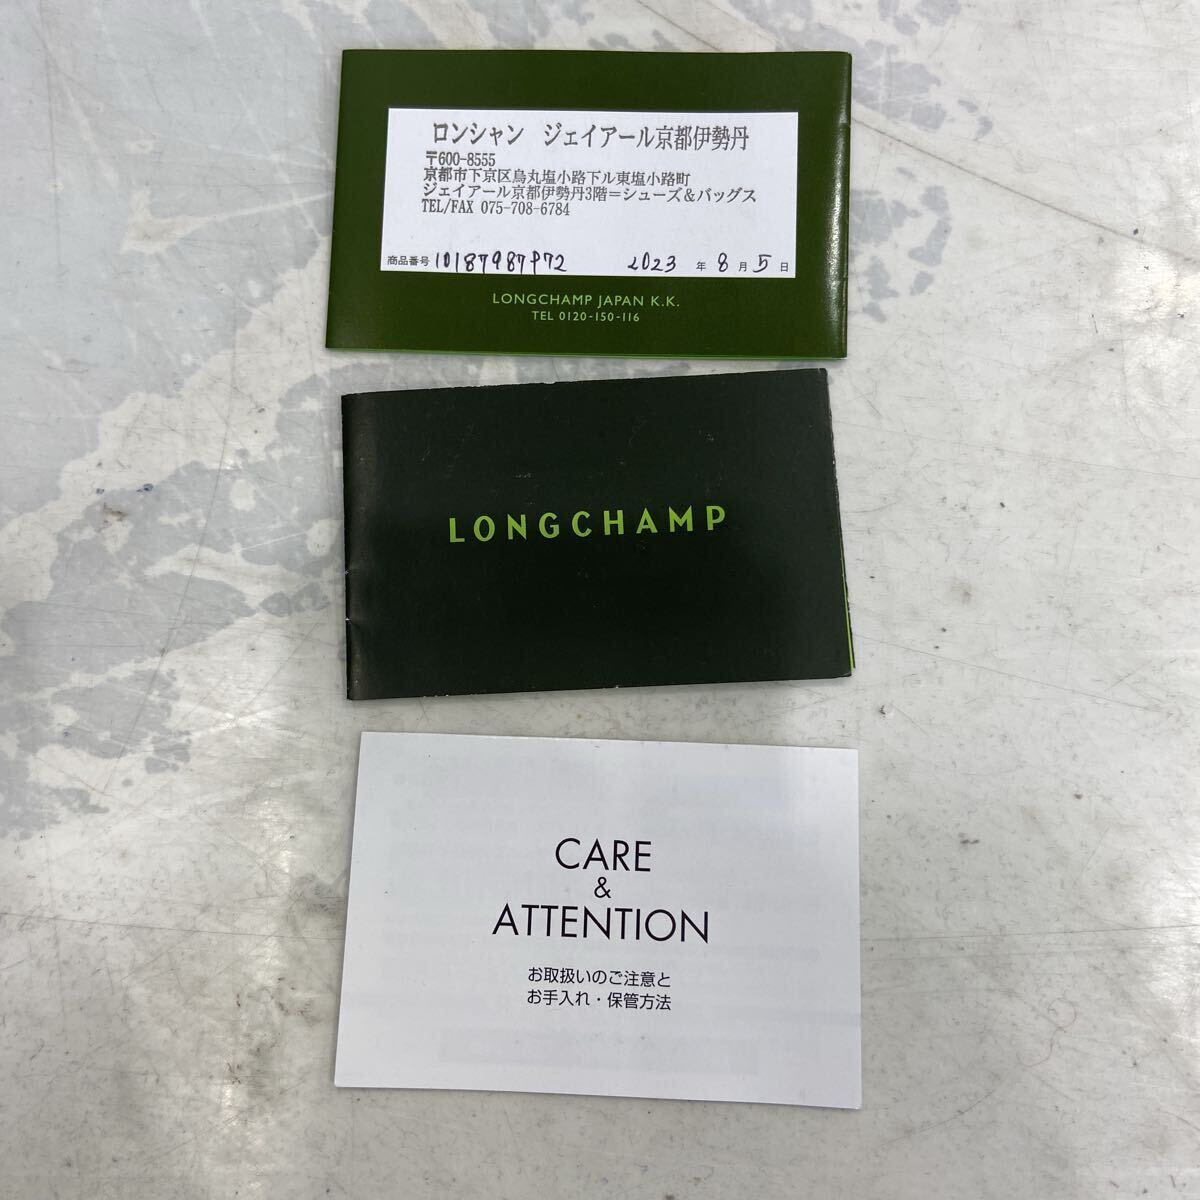 ロンシャン　ジェイアール京都伊勢丹
〒600-8555
京都市下京区烏丸塩小路下ル東塩小路町
ジェイアール京都伊勢丹3階=シューズ&バッグス
TEL/FAX 075-708-6784
商品番号 10187987972 2023 年 8 月 5 日
LONGCHAMP JAPAN K.K.
TEL 0120-150-116
LONGCHAMP
CARE
&
ATTENTION
お取扱いのご注意と
お手入れ・保管方法